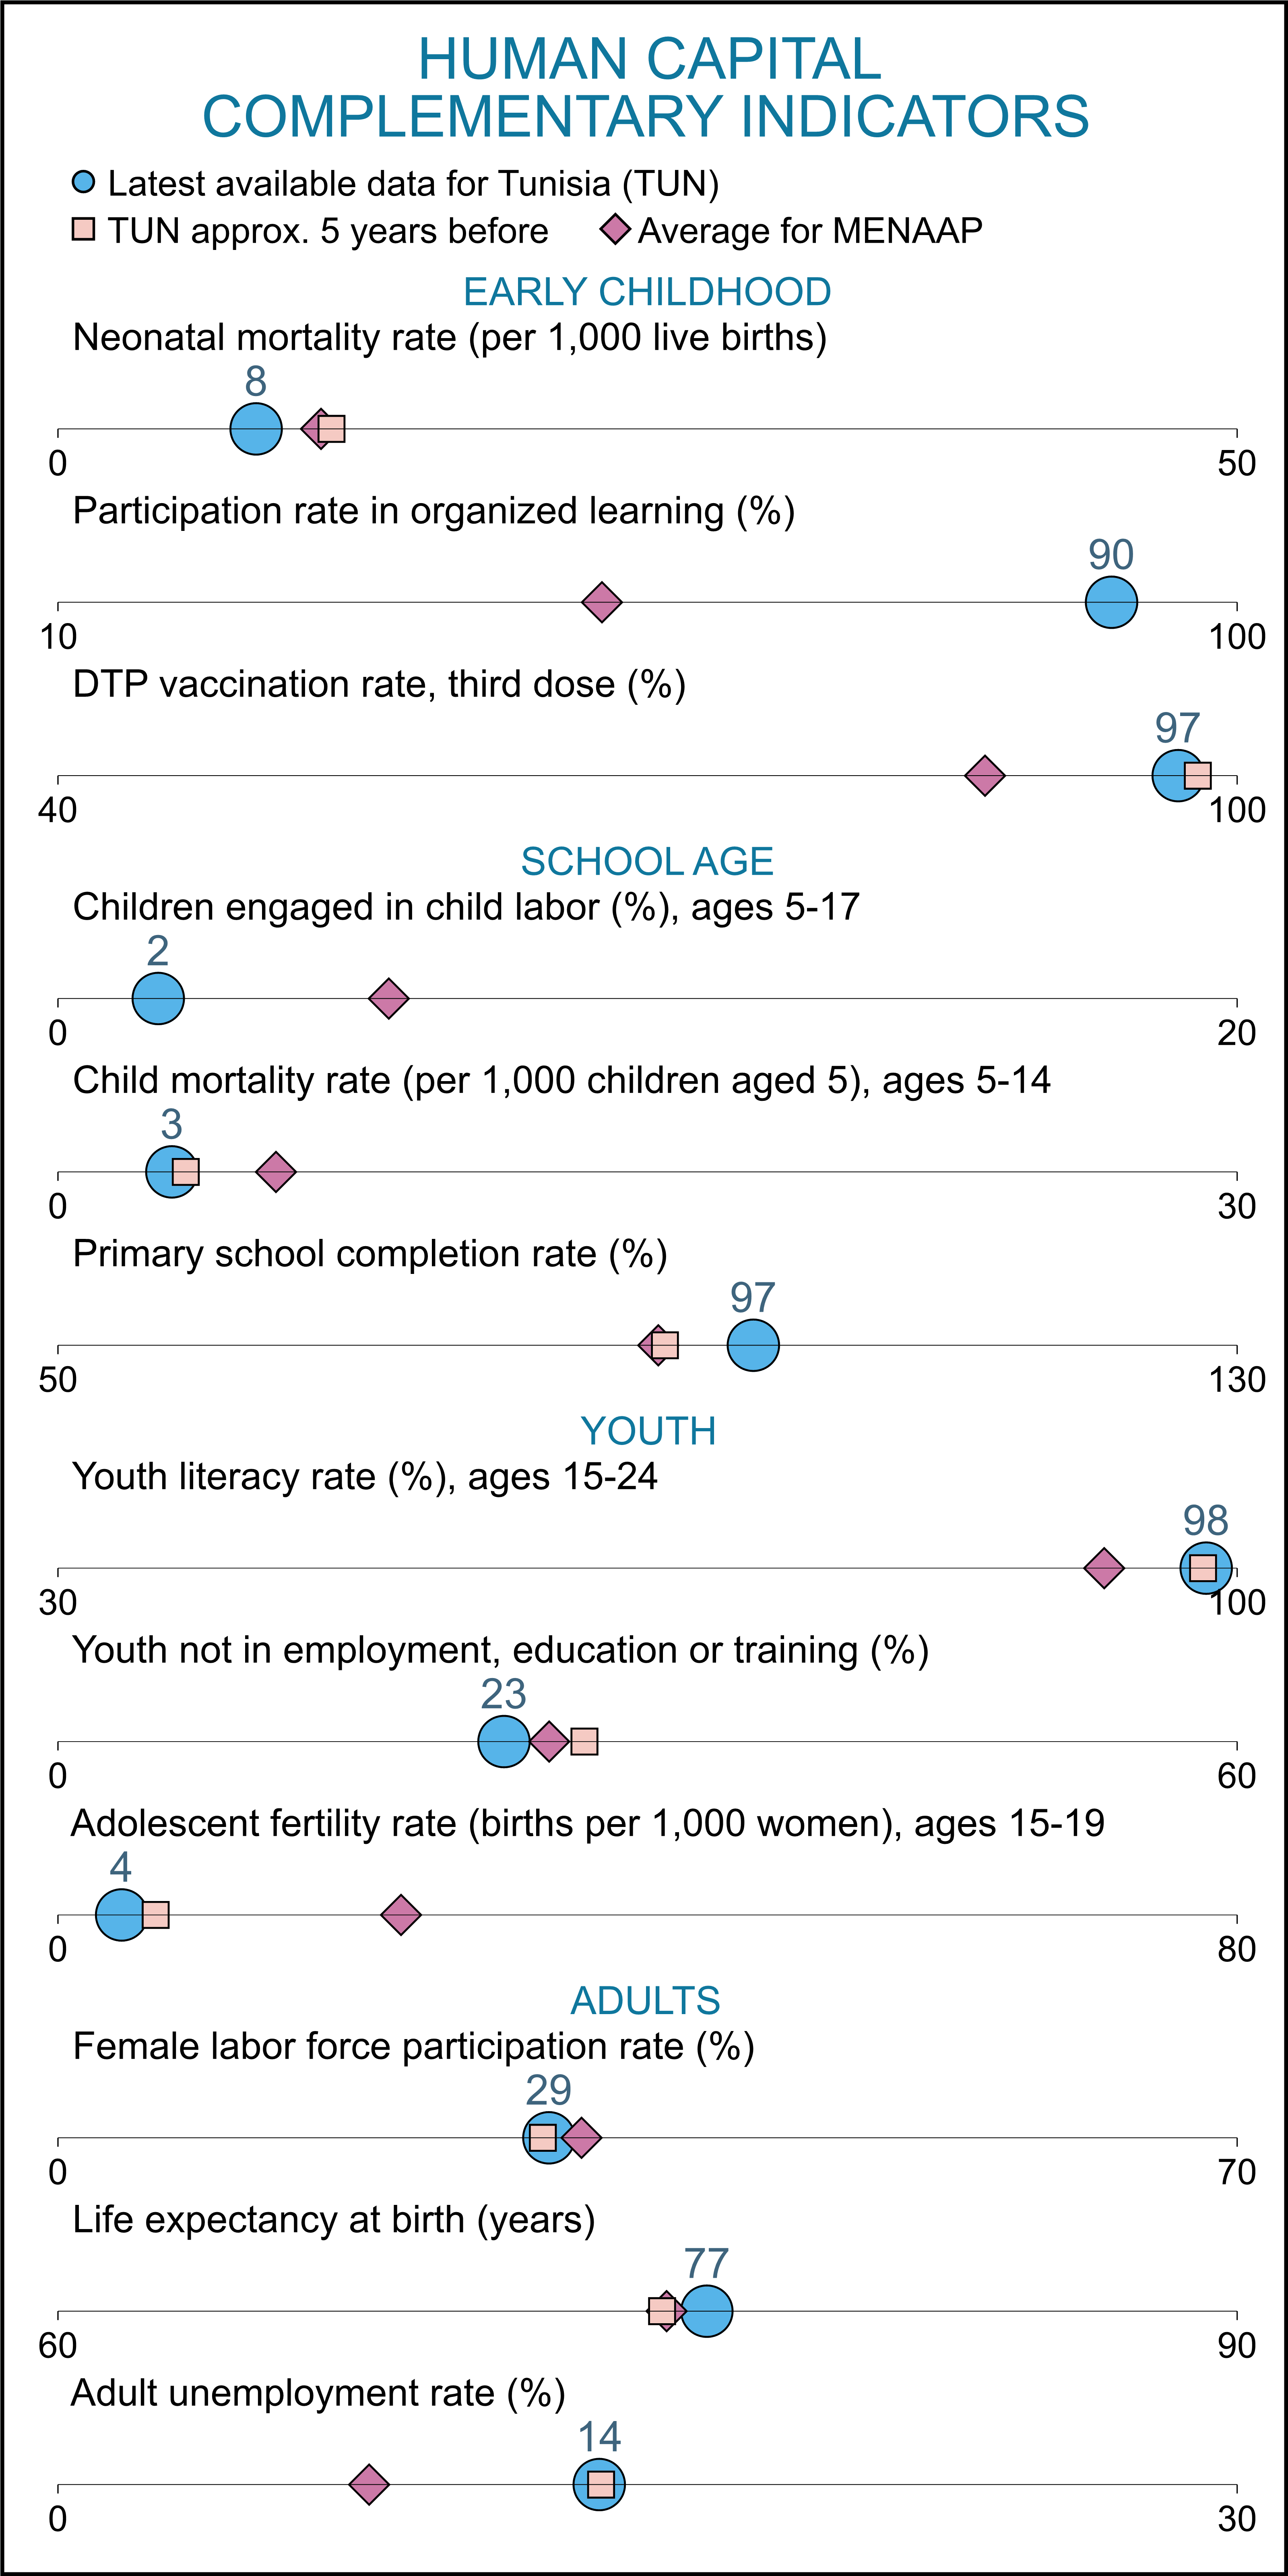 HUMAN CAPITAL
COMPLEMENTARY INDICATORS
Latest available data for Tunisia (TUN)
TUN approx. 5 years before Average for MENAAP
EARLY CHILDHOOD
Neonatal mortality rate (per 1,000 live births)
8
0 50
Participation rate in organized learning (%)
90
10 100
DTP vaccination rate, third dose (%)
97
40 100
SCHOOL AGE
Children engaged in child labor (%), ages 5-17
2
0 20
Child mortality rate (per 1,000 children aged 5), ages 5-14
3
0 30
Primary school completion rate (%)
97
50 130
YOUTH
Youth literacy rate (%), ages 15-24
98
30 100
Youth not in employment, education or training (%)
23
0 60
Adolescent fertility rate (births per 1,000 women), ages 15-19
4
0 80
ADULTS
Female labor force participation rate (%)
29
0 70
Life expectancy at birth (years)
77
60 90
Adult unemployment rate (%)
14
0 30